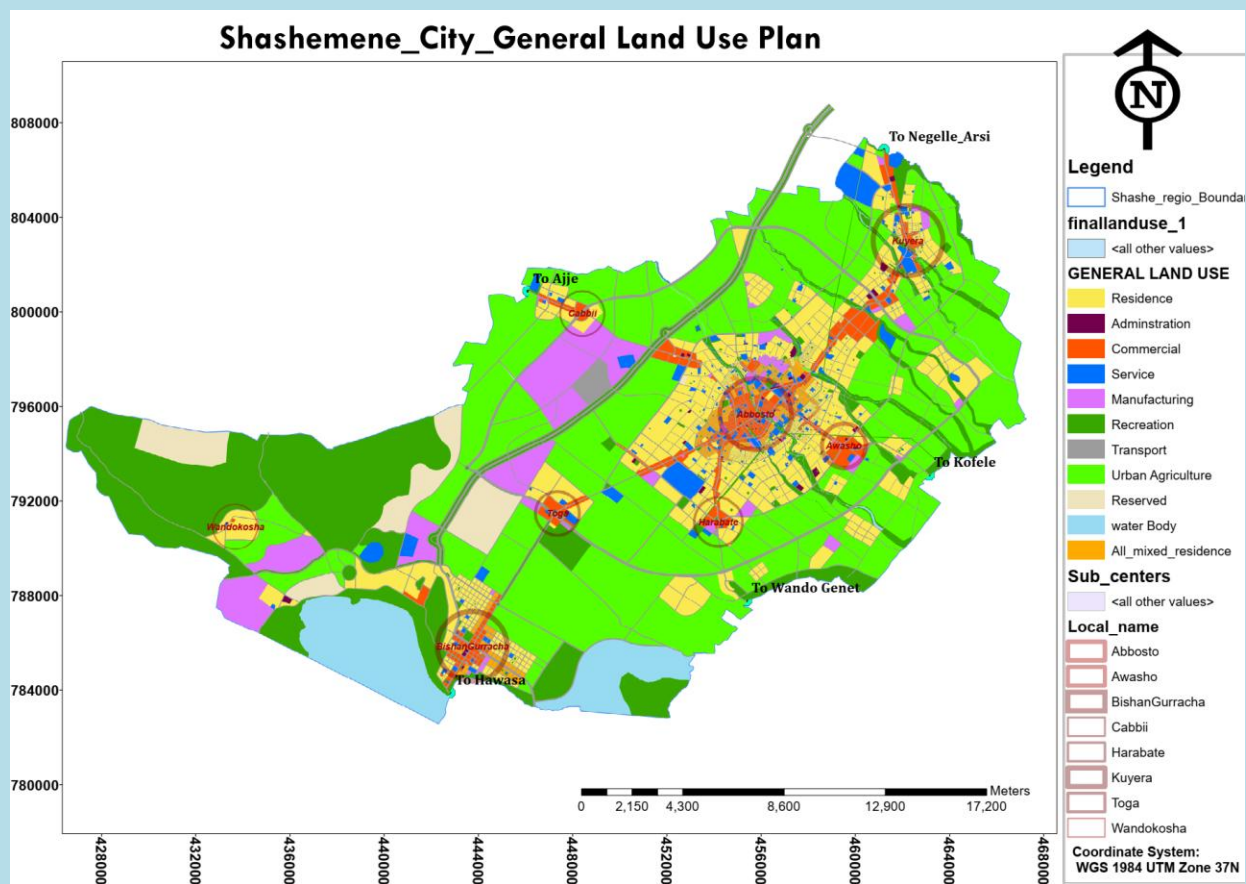 Shashemene_City_General Land Use Plan
808000
804000
800000
796000
792000
788000
784000
780000
428000
432000
436000
440000
444000
448000
452000
456000
460000
464000
468000
To Negelle_Arsi
Kuyera
To Ajje
Cabbii
Abbosto
Awasho
To Kofele
Toga
Harabate
Wandokosha
To Wando Genet
BishanGurracha
To Hawasa
Meters
0 2,150 4,300 8,600 12,900 17,200
N
Legend
Shashe_regio_Boundar
finallanduse_1
<all other values>
GENERAL LAND USE
Residence
Adminstration
Commercial
Service
Manufacturing
Recreation
Transport
Urban Agriculture
Reserved
water Body
All_mixed_residence
Sub_centers
<all other values>
Local_name
Abbosto
Awasho
BishanGurracha
Cabbii
Harabate
Kuyera
Toga
Wandokosha
Coordinate System:
WGS 1984 UTM Zone 37N